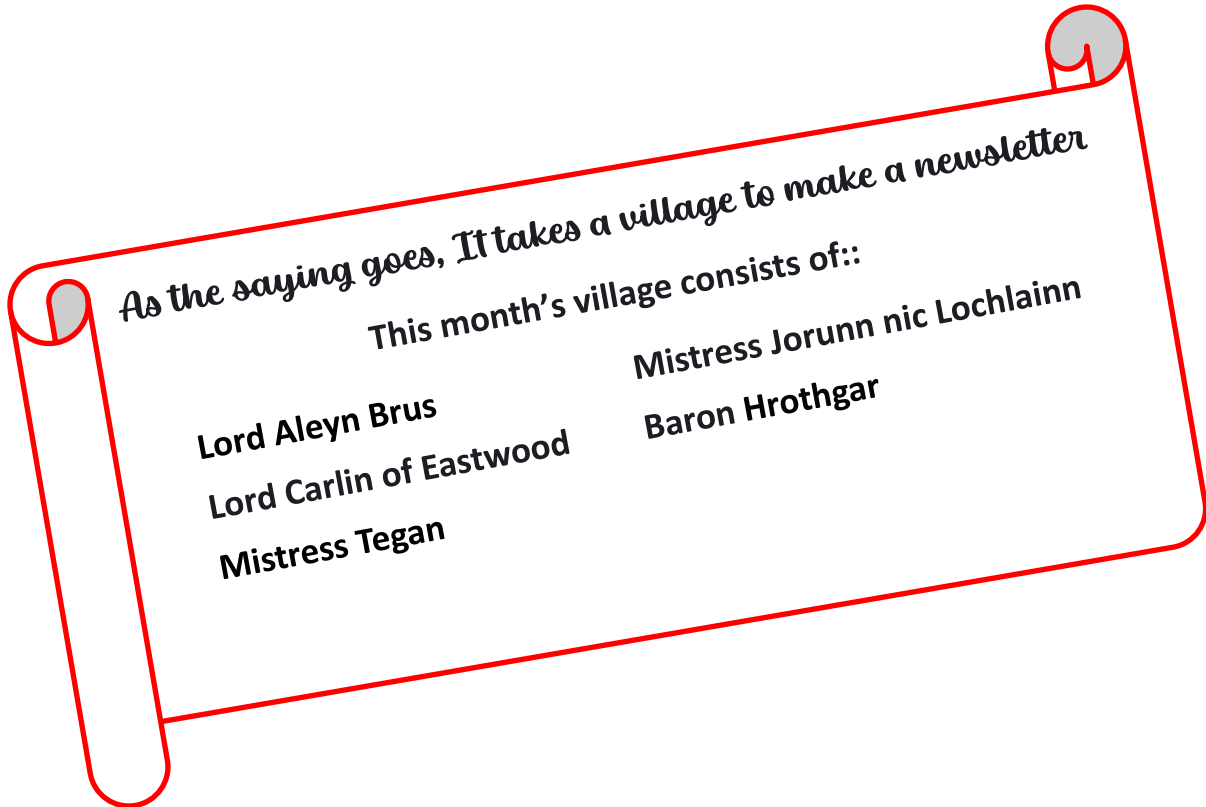 As the saying goes, It takes a village to make a newsletter
This month’s village consists of::
Lord Aleyn Brus
Lord Carlin of Eastwood
Mistress Tegan
Mistress Jorunn nic Lochlainn
Baron Hrothgar